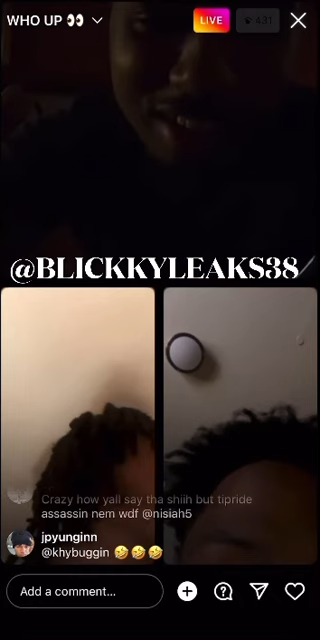 WHO UP 👀
LIVE
431
@BLICKKYLEAKS38
Crazy how yall say tha shiih but tipride
assassin nem wdf @nisiah5
jpyunginn
@khybuggin 🤣🤣🤣
Add a comment...